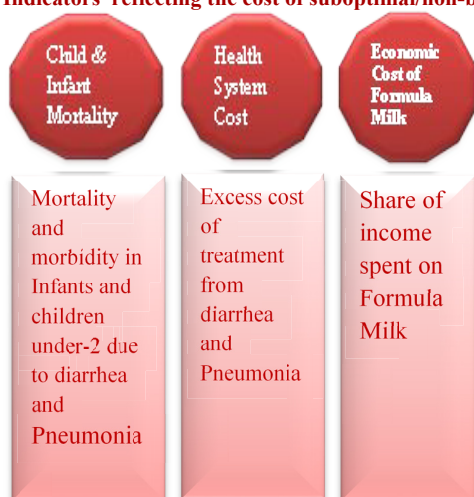 Indicators reflecting the cost of suboptimal/non-b
Child &
Infant
Mortality
Health
System
Cost
Economic
Cost of
Formula
Milk
Mortality
and
morbidity in
Infants and
children
under-2 due
to diarrhea
and
Pneumonia
Excess cost
of
treatment
from
diarrhea
and
Pneumonia
Share of
income
spent on
Formula
Milk